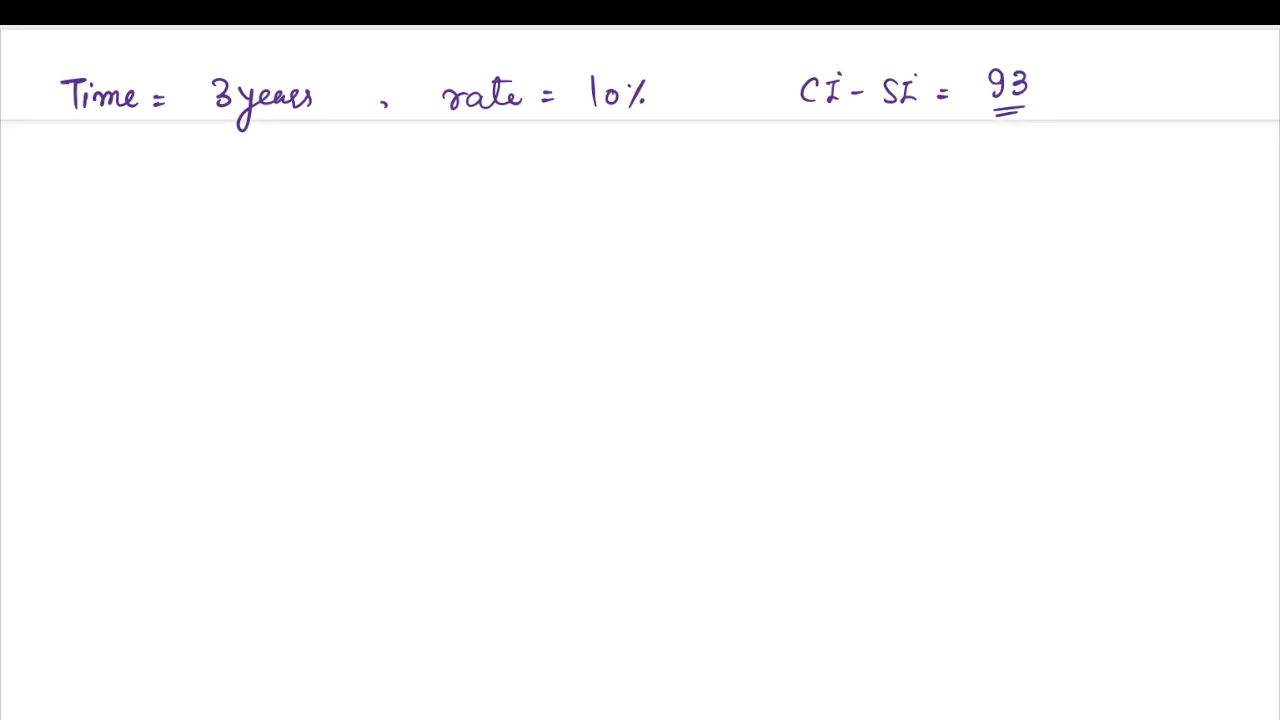 Time = 3 years , rate = 10% CI - SI = 93